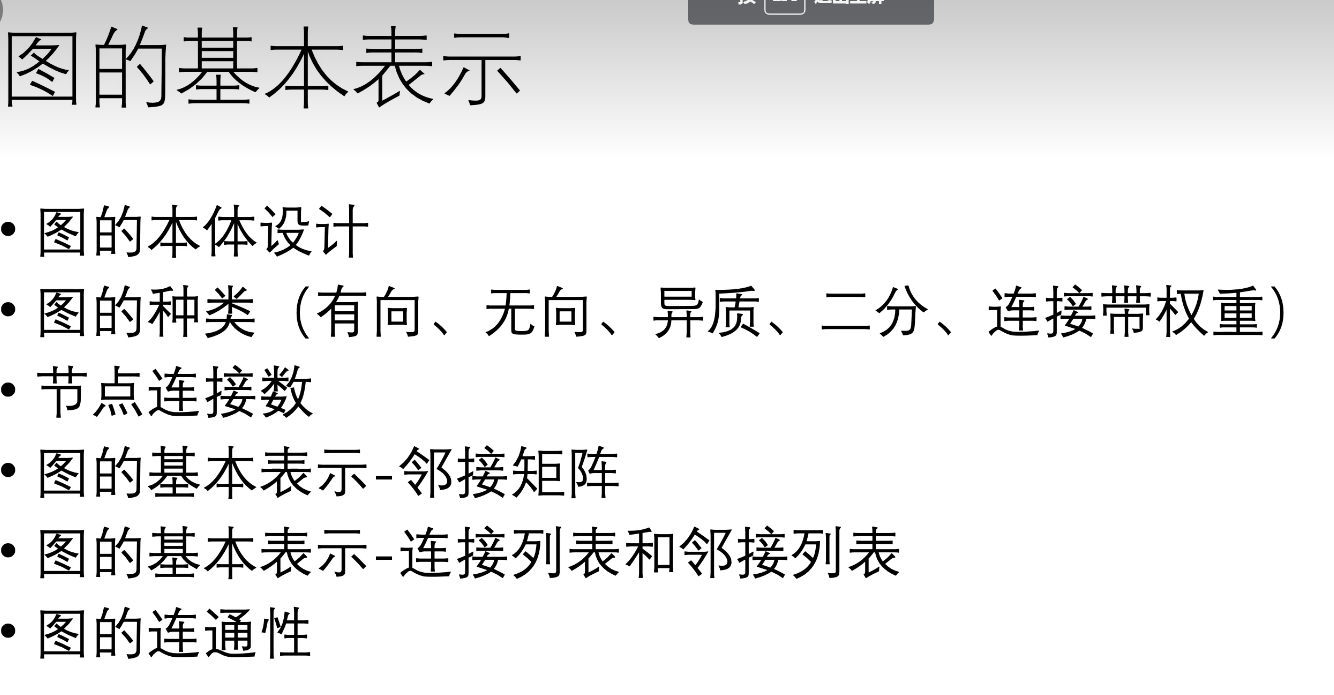 图的基本表示
• 图的本体设计
• 图的种类（有向、无向、异质、二分、连接带权重）
• 节点连接数
• 图的基本表示-邻接矩阵
• 图的基本表示-连接列表和邻接列表
• 图的连通性